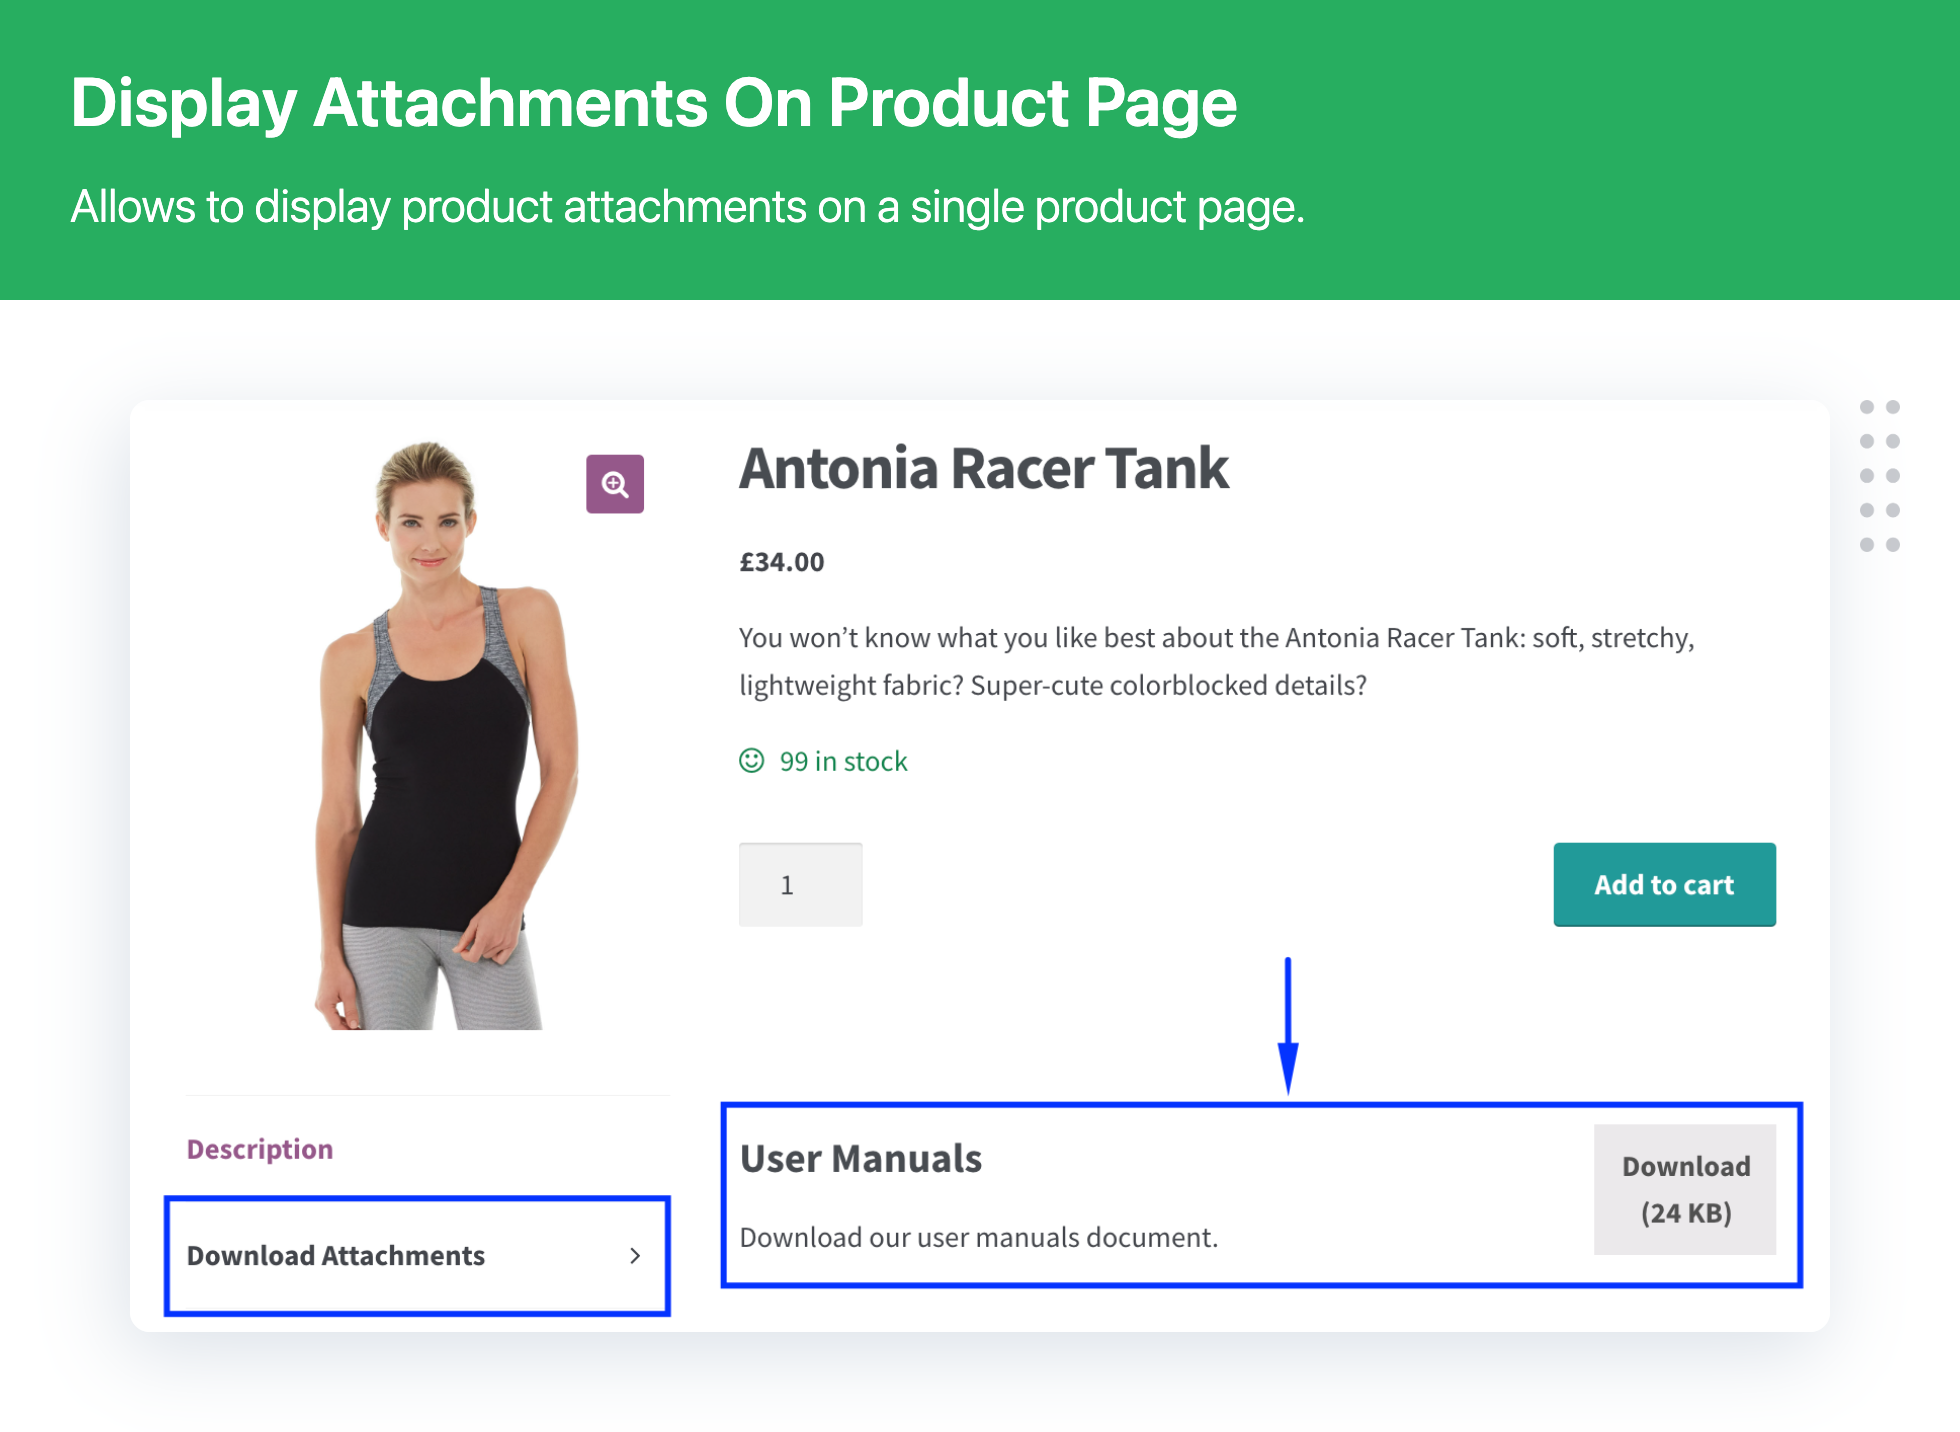 Display Attachments On Product Page
Allows to display product attachments on a single product page.
Antonia Racer Tank
£34.00
You won’t know what you like best about the Antonia Racer Tank: soft, stretchy,
lightweight fabric? Super-cute colorblocked details?
99 in stock
1
Add to cart
Description
Download Attachments
User Manuals
Download our user manuals document.
Download
(24 KB)